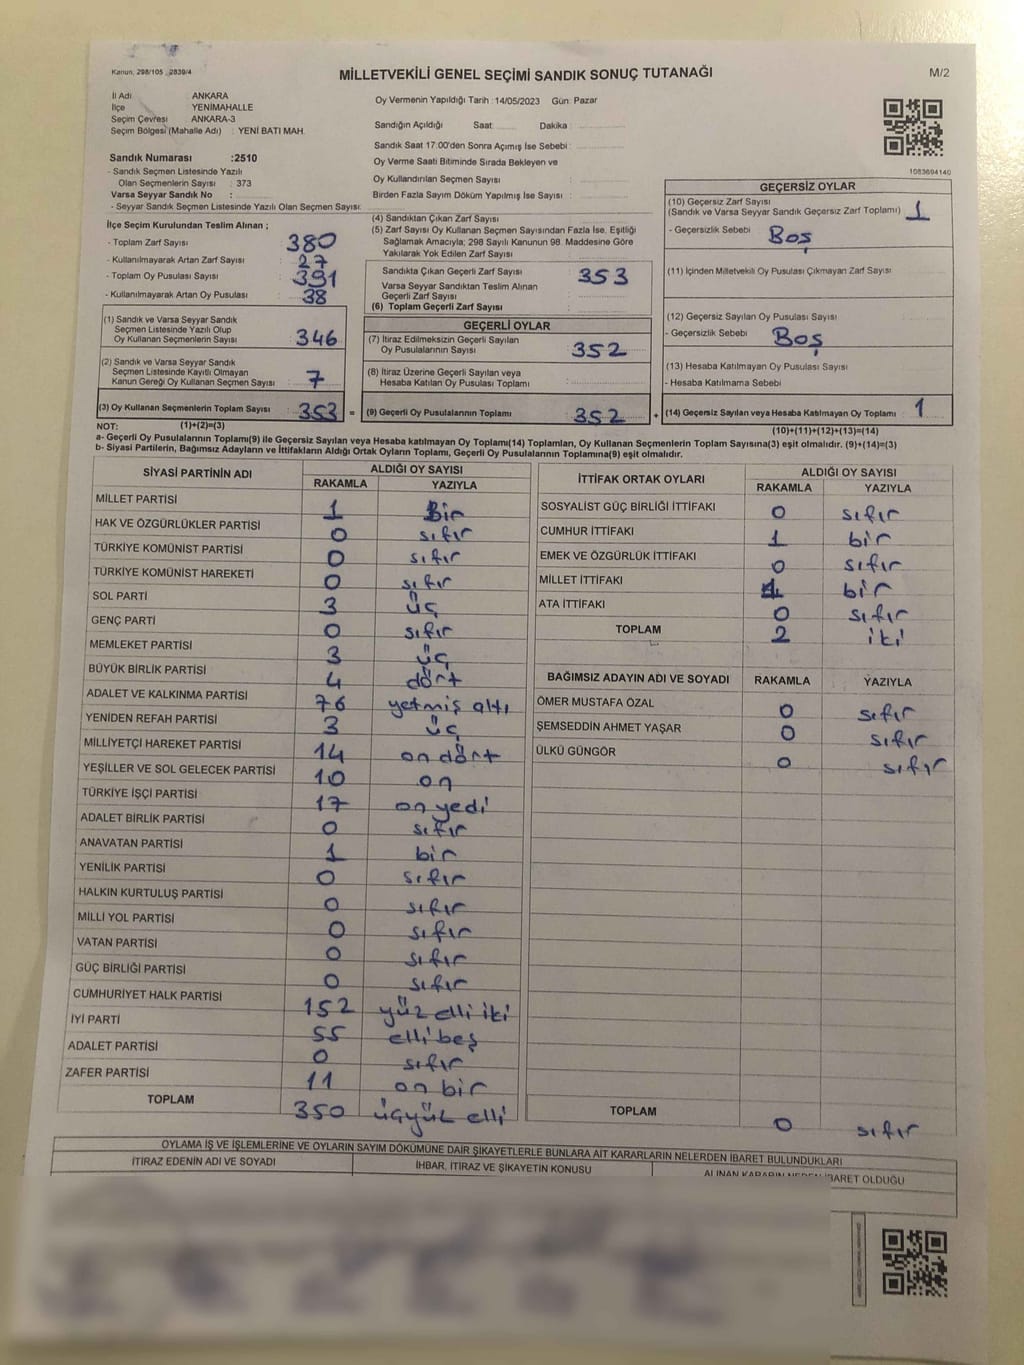 Kanun, 298/105 , 2839/4
MİLLETVEKİLİ GENEL SEÇİMİ SANDIK SONUÇ TUTANAĞI
M/2
İl Adı ANKARA
İlçe YENİMAHALLE
Seçim Çevresi ANKARA-3
Seçim Bölgesi (Mahalle Adı) : YENİ BATI MAH.
Sandık Numarası :2510
- Sandık Seçmen Listesinde Yazılı
Olan Seçmenlerin Sayısı : 373
Varsa Seyyar Sandık No :
- Seyyar Sandık Seçmen Listesinde Yazılı Olan Seçmen Sayısı:
İlçe Seçim Kurulundan Teslim Alınan ;
- Toplam Zarf Sayısı : 380
- Kullanılmayarak Artan Zarf Sayısı : 27
- Toplam Oy Pusulası Sayısı : 391
- Kullanılmayarak Artan Oy Pusulası : 38
(1) Sandık ve Varsa Seyyar Sandık
Seçmen Listesinde Yazılı Olup
Oy Kullanan Seçmenlerin Sayısı : 346
(2) Sandık ve Varsa Seyyar Sandık
Seçmen Listesinde Kayıtlı Olmayan
Kanun Gereği Oy Kullanan Seçmen Sayısı : 7
(3) Oy Kullanan Seçmenlerin Toplam Sayısı : 353 =
(1)+(2)=(3)
Oy Vermenin Yapıldığı Tarih : 14/05/2023 Gün: Pazar
Sandığın Açıldığı Saat Dakika :
Sandık Saat 17.00'den Sonra Açımış İse Sebebi :
Oy Verme Saati Bitiminde Sırada Bekleyen ve
Oy Kullandırılan Seçmen Sayısı :
Birden Fazla Sayım Döküm Yapılmış İse Sayısı :
(4) Sandıktan Çıkan Zarf Sayısı :
(5) Zarf Sayısı Oy Kullanan Seçmen Sayısından Fazla İse, Eşitliği
Sağlamak Amacıyla; 298 Sayılı Kanunun 98. Maddesine Göre
Yakılarak Yok Edilen Zarf Sayısı :
Sandıkta Çıkan Geçerli Zarf Sayısı : 353
Varsa Seyyar Sandıktan Teslim Alınan
Geçerli Zarf Sayısı :
(6) Toplam Geçerli Zarf Sayısı :
GEÇERLİ OYLAR
(7) İtiraz Edilmeksizin Geçerli Sayılan
Oy Pusulalarının Sayısı : 352
(8) İtiraz Üzerine Geçerli Sayılan veya
Hesaba Katılan Oy Pusulası Toplamı :
(9) Geçerli Oy Pusulalarının Toplamı : 352 +
1083694140
GEÇERSİZ OYLAR
(10) Geçersiz Zarf Sayısı
(Sandık ve Varsa Seyyar Sandık Geçersiz Zarf Toplamı) : 1
- Geçersizlik Sebebi : Boş
(11) İçinden Milletvekili Oy Pusulası Çıkmayan Zarf Sayısı :
(12) Geçersiz Sayılan Oy Pusulası Sayısı :
- Geçersizlik Sebebi : Boş
(13) Hesaba Katılmayan Oy Pusulası Sayısı :
- Hesaba Katılmama Sebebi :
(14) Geçersiz Sayılan veya Hesaba Katılmayan Oy Toplamı : 1
(10)+(11)+(12)+(13)=(14)
NOT:
a- Geçerli Oy Pusulalarının Toplamı(9) ile Geçersiz Sayılan veya Hesaba katılmayan Oy Toplamı(14) Toplamları, Oy Kullanan Seçmenlerin Toplam Sayısına(3) eşit olmalıdır. (9)+(14)=(3)
b- Siyasi Partilerin, Bağımsız Adayların ve İttifakların Aldığı Ortak Oyların Toplamı, Geçerli Oy Pusulalarının Toplamına(9) eşit olmalıdır.
SİYASİ PARTİNİN ADI ALDIĞI OY SAYISI
RAKAMLA YAZIYLA
MİLLET PARTİSİ 1 Bir
HAK VE ÖZGÜRLÜKLER PARTİSİ 0 sıfır
TÜRKİYE KOMÜNİST PARTİSİ 0 sıfır
TÜRKİYE KOMÜNİST HAREKETİ 0 sıfır
SOL PARTİ 3 üç
GENÇ PARTİ 0 sıfır
MEMLEKET PARTİSİ 3 üç
BÜYÜK BİRLİK PARTİSİ 4 dört
ADALET VE KALKINMA PARTİSİ 76 yetmiş altı
YENİDEN REFAH PARTİSİ 3 üç
MİLLİYETÇİ HAREKET PARTİSİ 14 on dört
YEŞİLLER VE SOL GELECEK PARTİSİ 10 on
TÜRKİYE İŞÇİ PARTİSİ 17 on yedi
ADALET BİRLİK PARTİSİ 0 sıfır
ANAVATAN PARTİSİ 1 bir
YENİLİK PARTİSİ 0 sıfır
HALKIN KURTULUŞ PARTİSİ 0 sıfır
MİLLİ YOL PARTİSİ 0 sıfır
VATAN PARTİSİ 0 sıfır
GÜÇ BİRLİĞİ PARTİSİ 0 sıfır
CUMHURİYET HALK PARTİSİ 152 yüz elli iki
İYİ PARTİ 55 elli beş
ADALET PARTİSİ 0 sıfır
ZAFER PARTİSİ 11 on bir
TOPLAM 350 üçyüz elli
İTTİFAK ORTAK OYLARI ALDIĞI OY SAYISI
RAKAMLA YAZIYLA
SOSYALİST GÜÇ BİRLİĞİ İTTİFAKI 0 sıfır
CUMHUR İTTİFAKI 1 bir
EMEK VE ÖZGÜRLÜK İTTİFAKI 0 sıfır
MİLLET İTTİFAKI 1 bir
ATA İTTİFAKI 0 sıfır
TOPLAM 2 iki
BAĞIMSIZ ADAYIN ADI VE SOYADI RAKAMLA YAZIYLA
ÖMER MUSTAFA ÖZAL 0 sıfır
ŞEMSEDDİN AHMET YAŞAR 0 sıfır
ÜLKÜ GÜNGÖR 0 sıfır
TOPLAM 0 sıfır
OYLAMA İŞ VE İŞLEMLERİNE VE OYLARIN SAYIM DÖKÜMÜNE DAİR ŞİKAYETLERLE BUNLARA AİT KARARLARIN NELERDEN İBARET BULUNDUKLARI
İTİRAZ EDENİN ADI VE SOYADI İHBAR, İTİRAZ VE ŞİKAYETİN KONUSU ALINAN KARARIN NEDEN İBARET OLDUĞU